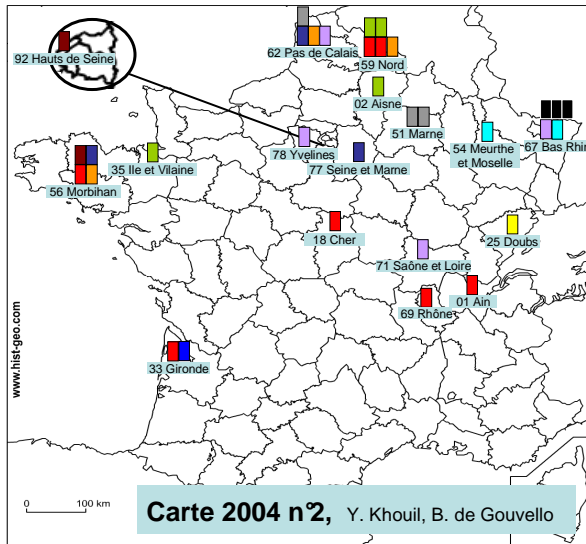 92 Hauts de Seine
62 Pas de Calais
59 Nord
02 Aisne
51 Marne
54 Meurthe
et Moselle
67 Bas Rhin
78 Yvelines
77 Seine et Marne
35 Ile et Vilaine
56 Morbihan
18 Cher
25 Doubs
71 Saône et Loire
01 Ain
69 Rhône
33 Gironde
www.hist-geo.com
0 100 km
Carte 2004 n°2, Y. Khouil, B. de Gouvello